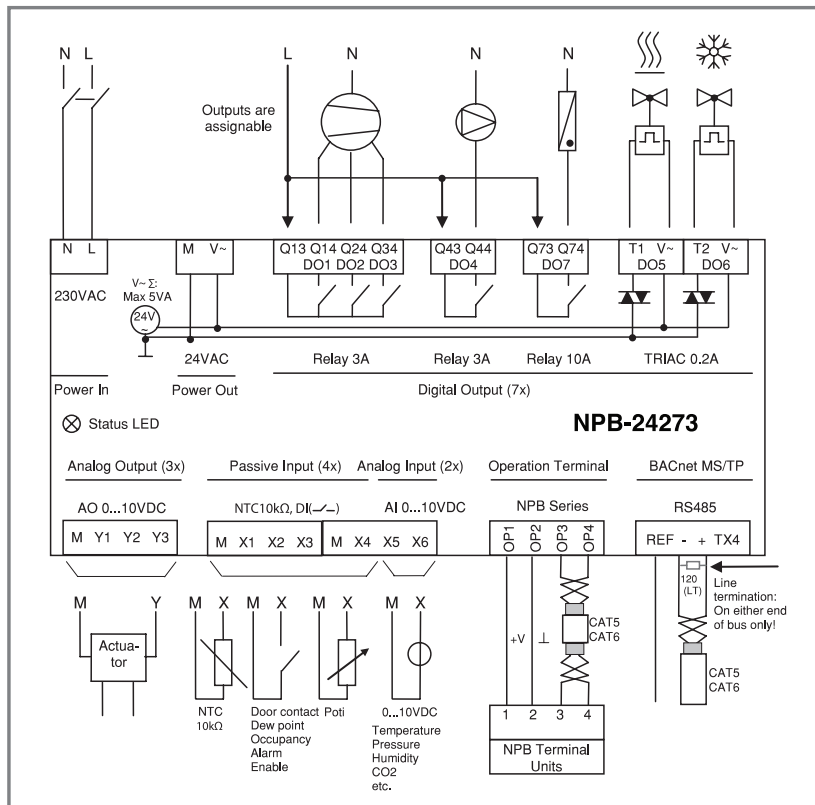 N L
L
N
N
N
Outputs are
assignable
N L
M V~
Q13 Q14 Q24 Q34
DO1 DO2 DO3
Q43 Q44
DO4
Q73 Q74
DO7
T1 V~
DO5
T2 V~
DO6
230VAC
V~ Σ:
Max 5VA
24V
~
24VAC
Relay 3A
Relay 3A
Relay 10A
TRIAC 0.2A
Power In
Power Out
Digital Output (7x)
Status LED
NPB-24273
Analog Output (3x)
Passive Input (4x)
Analog Input (2x)
Operation Terminal
BACnet MS/TP
AO 0...10VDC
NTC10kΩ, DI( )
AI 0...10VDC
NPB Series
RS485
M Y1 Y2 Y3
M X1 X2 X3
M X4 X5 X6
OP1
OP2
OP3
OP4
REF - + TX4
120
(LT)
Line
termination:
On either end
of bus only!
M Y
Actua-
tor
M X
NTC
10kΩ
M X
Door contact
Dew point
Occupancy
Alarm
Enable
M X
Poti
M X
0...10VDC
Temperature
Pressure
Humidity
CO2
etc.
+V
⊥
CAT5
CAT6
1 2 3 4
NPB Terminal
Units
CAT5
CAT6